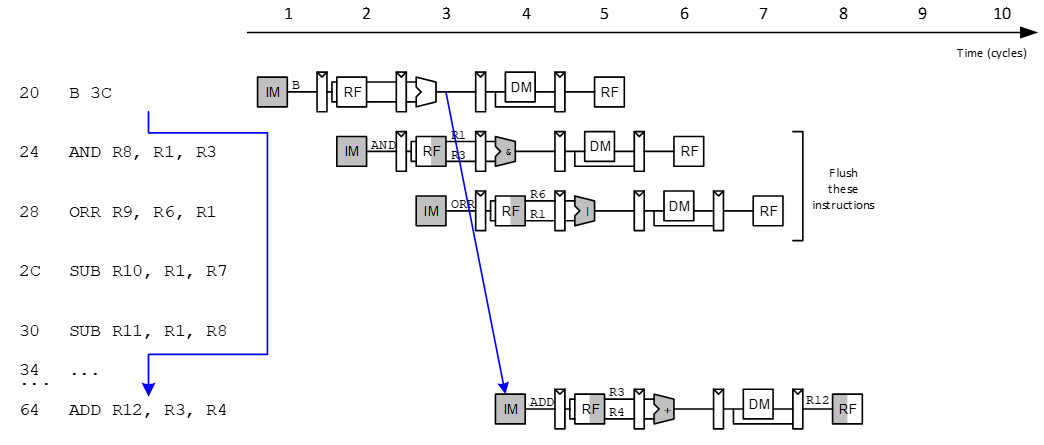 1 2 3 4 5 6 7 8 9 10
Time (cycles)
20 B 3C IM B RF DM RF
24 AND R8, R1, R3 IM AND RF R1 R3 & DM RF
28 ORR R9, R6, R1 IM ORR RF R6 R1 | DM RF
Flush
these
instructions
2C SUB R10, R1, R7
30 SUB R11, R1, R8
34 ...
...
64 ADD R12, R3, R4 IM ADD RF R3 R4 + DM R12 RF